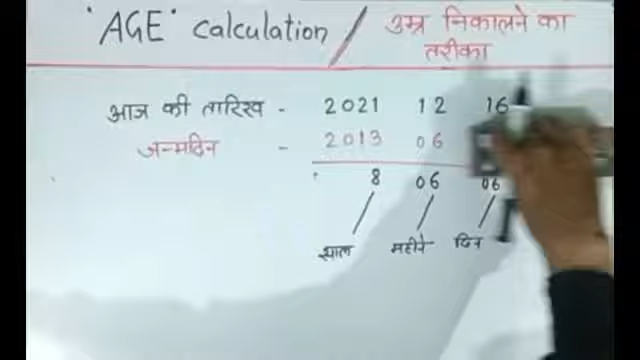 'AGE' calculation / उम्र निकालने का
तरीका
आज की तारिख - 2021 12 16
जन्मदिन - 2013 06
8 06 06
साल महीने दिन